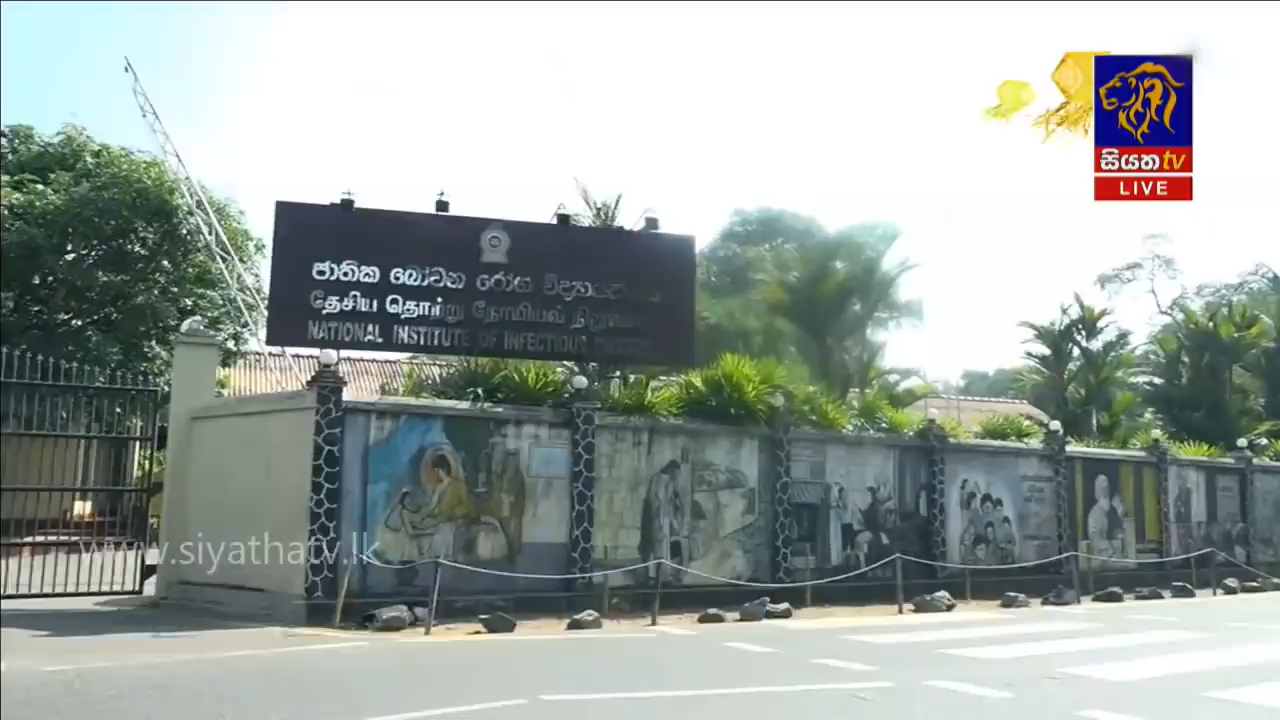 සියත tv
LIVE
ජාතික බෝවන රෝග
தேசிய தொற்று நோயியல்
NATIONAL INSTITUTE OF INFECTIOUS
www.siyathatv.lk